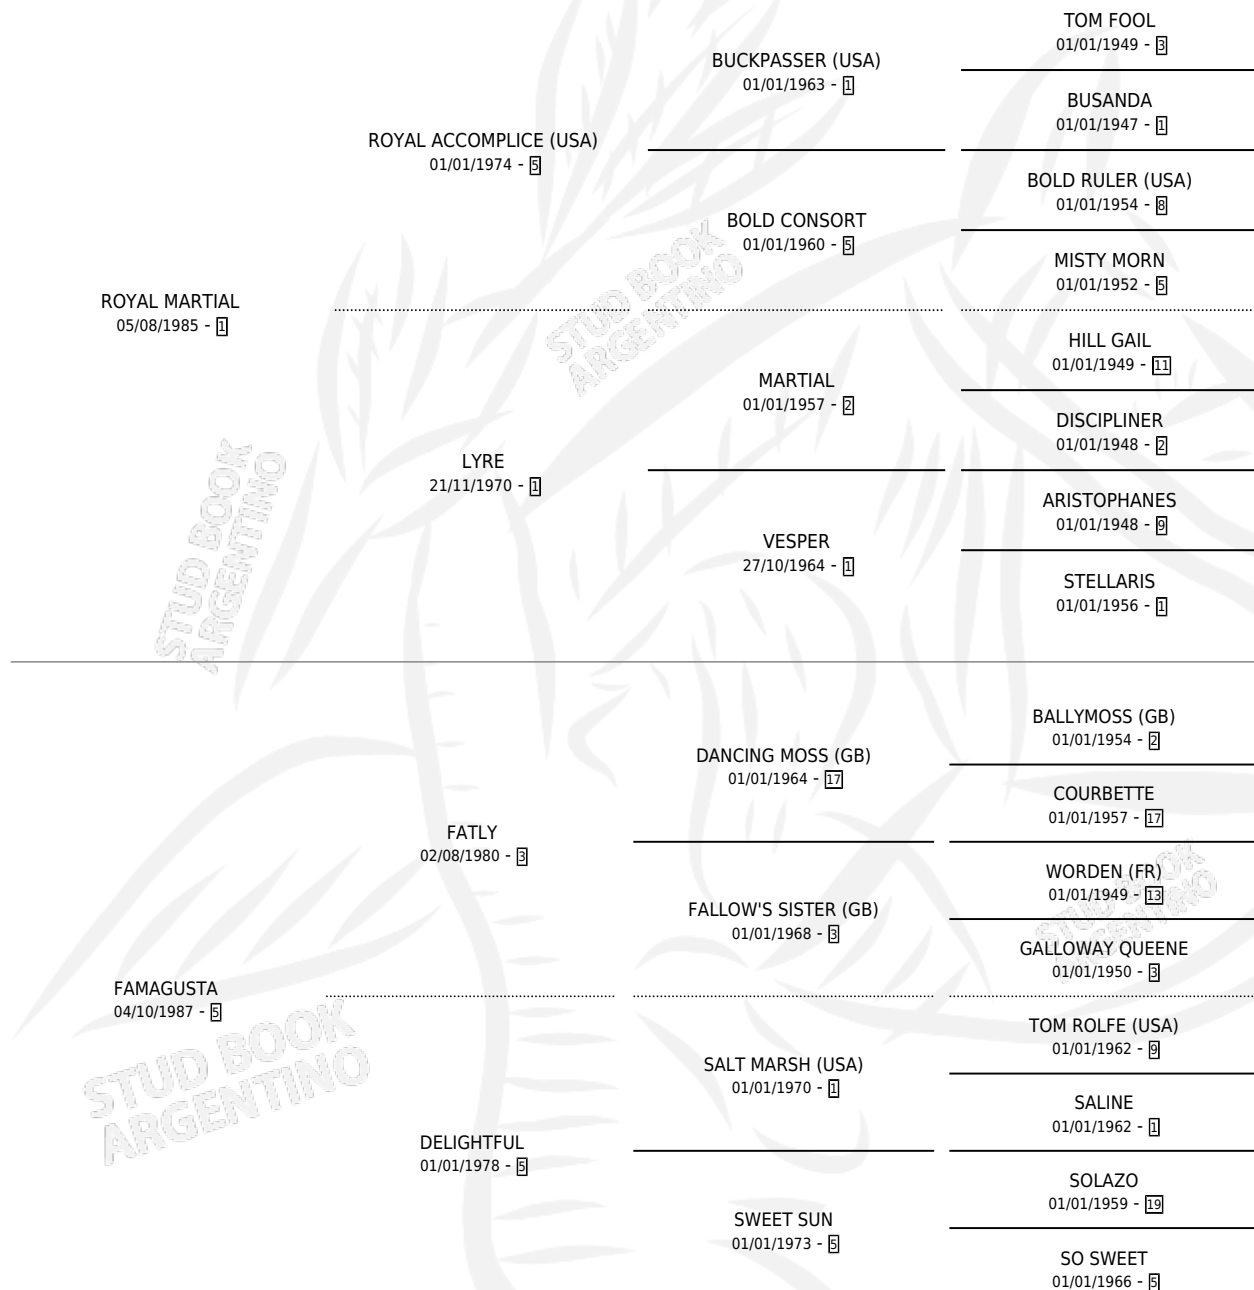 TOM FOOL
01/01/1949 - 3
BUCKPASSER (USA)
01/01/1963 - 1
BUSANDA
01/01/1947 - 1
ROYAL ACCOMPLICE (USA)
01/01/1974 - 5
BOLD RULER (USA)
01/01/1954 - 8
BOLD CONSORT
01/01/1960 - 5
MISTY MORN
01/01/1952 - 5
ROYAL MARTIAL
05/08/1985 - 1
HILL GAIL
01/01/1949 - 11
MARTIAL
01/01/1957 - 2
DISCIPLINER
01/01/1948 - 2
LYRE
21/11/1970 - 1
ARISTOPHANES
01/01/1948 - 9
VESPER
27/10/1964 - 1
STELLARIS
01/01/1956 - 1
BALLYMOSS (GB)
01/01/1954 - 2
DANCING MOSS (GB)
01/01/1964 - 17
COURBETTE
01/01/1957 - 17
FATLY
02/08/1980 - 3
WORDEN (FR)
01/01/1949 - 13
FALLOW'S SISTER (GB)
01/01/1968 - 3
GALLOWAY QUEENE
01/01/1950 - 3
FAMAGUSTA
04/10/1987 - 5
TOM ROLFE (USA)
01/01/1962 - 9
SALT MARSH (USA)
01/01/1970 - 1
SALINE
01/01/1962 - 1
DELIGHTFUL
01/01/1978 - 5
SOLAZO
01/01/1959 - 19
SWEET SUN
01/01/1973 - 5
SO SWEET
01/01/1966 - 5
STUD BOOK
ARGENTINO
STUD BOOK
ARGENTINO
STUD BOOK
ARGENTINO
STUD BOOK
ARGENTINO